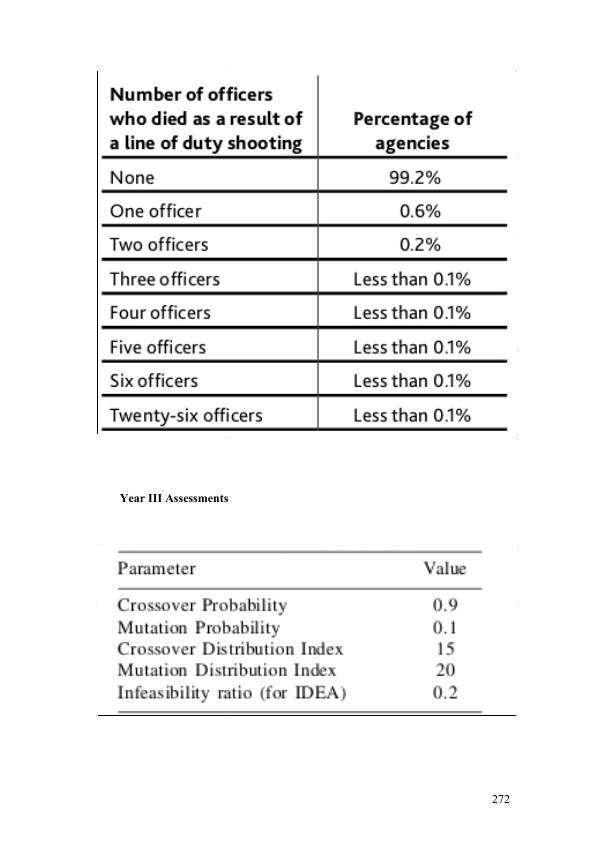 Number of officers
who died as a result of
a line of duty shooting
Percentage of
agencies
None 99.2%
One officer 0.6%
Two officers 0.2%
Three officers Less than 0.1%
Four officers Less than 0.1%
Five officers Less than 0.1%
Six officers Less than 0.1%
Twenty-six officers Less than 0.1%
Year III Assessments
Parameter Value
Crossover Probability 0.9
Mutation Probability 0.1
Crossover Distribution Index 15
Mutation Distribution Index 20
Infeasibility ratio (for IDEA) 0.2
272